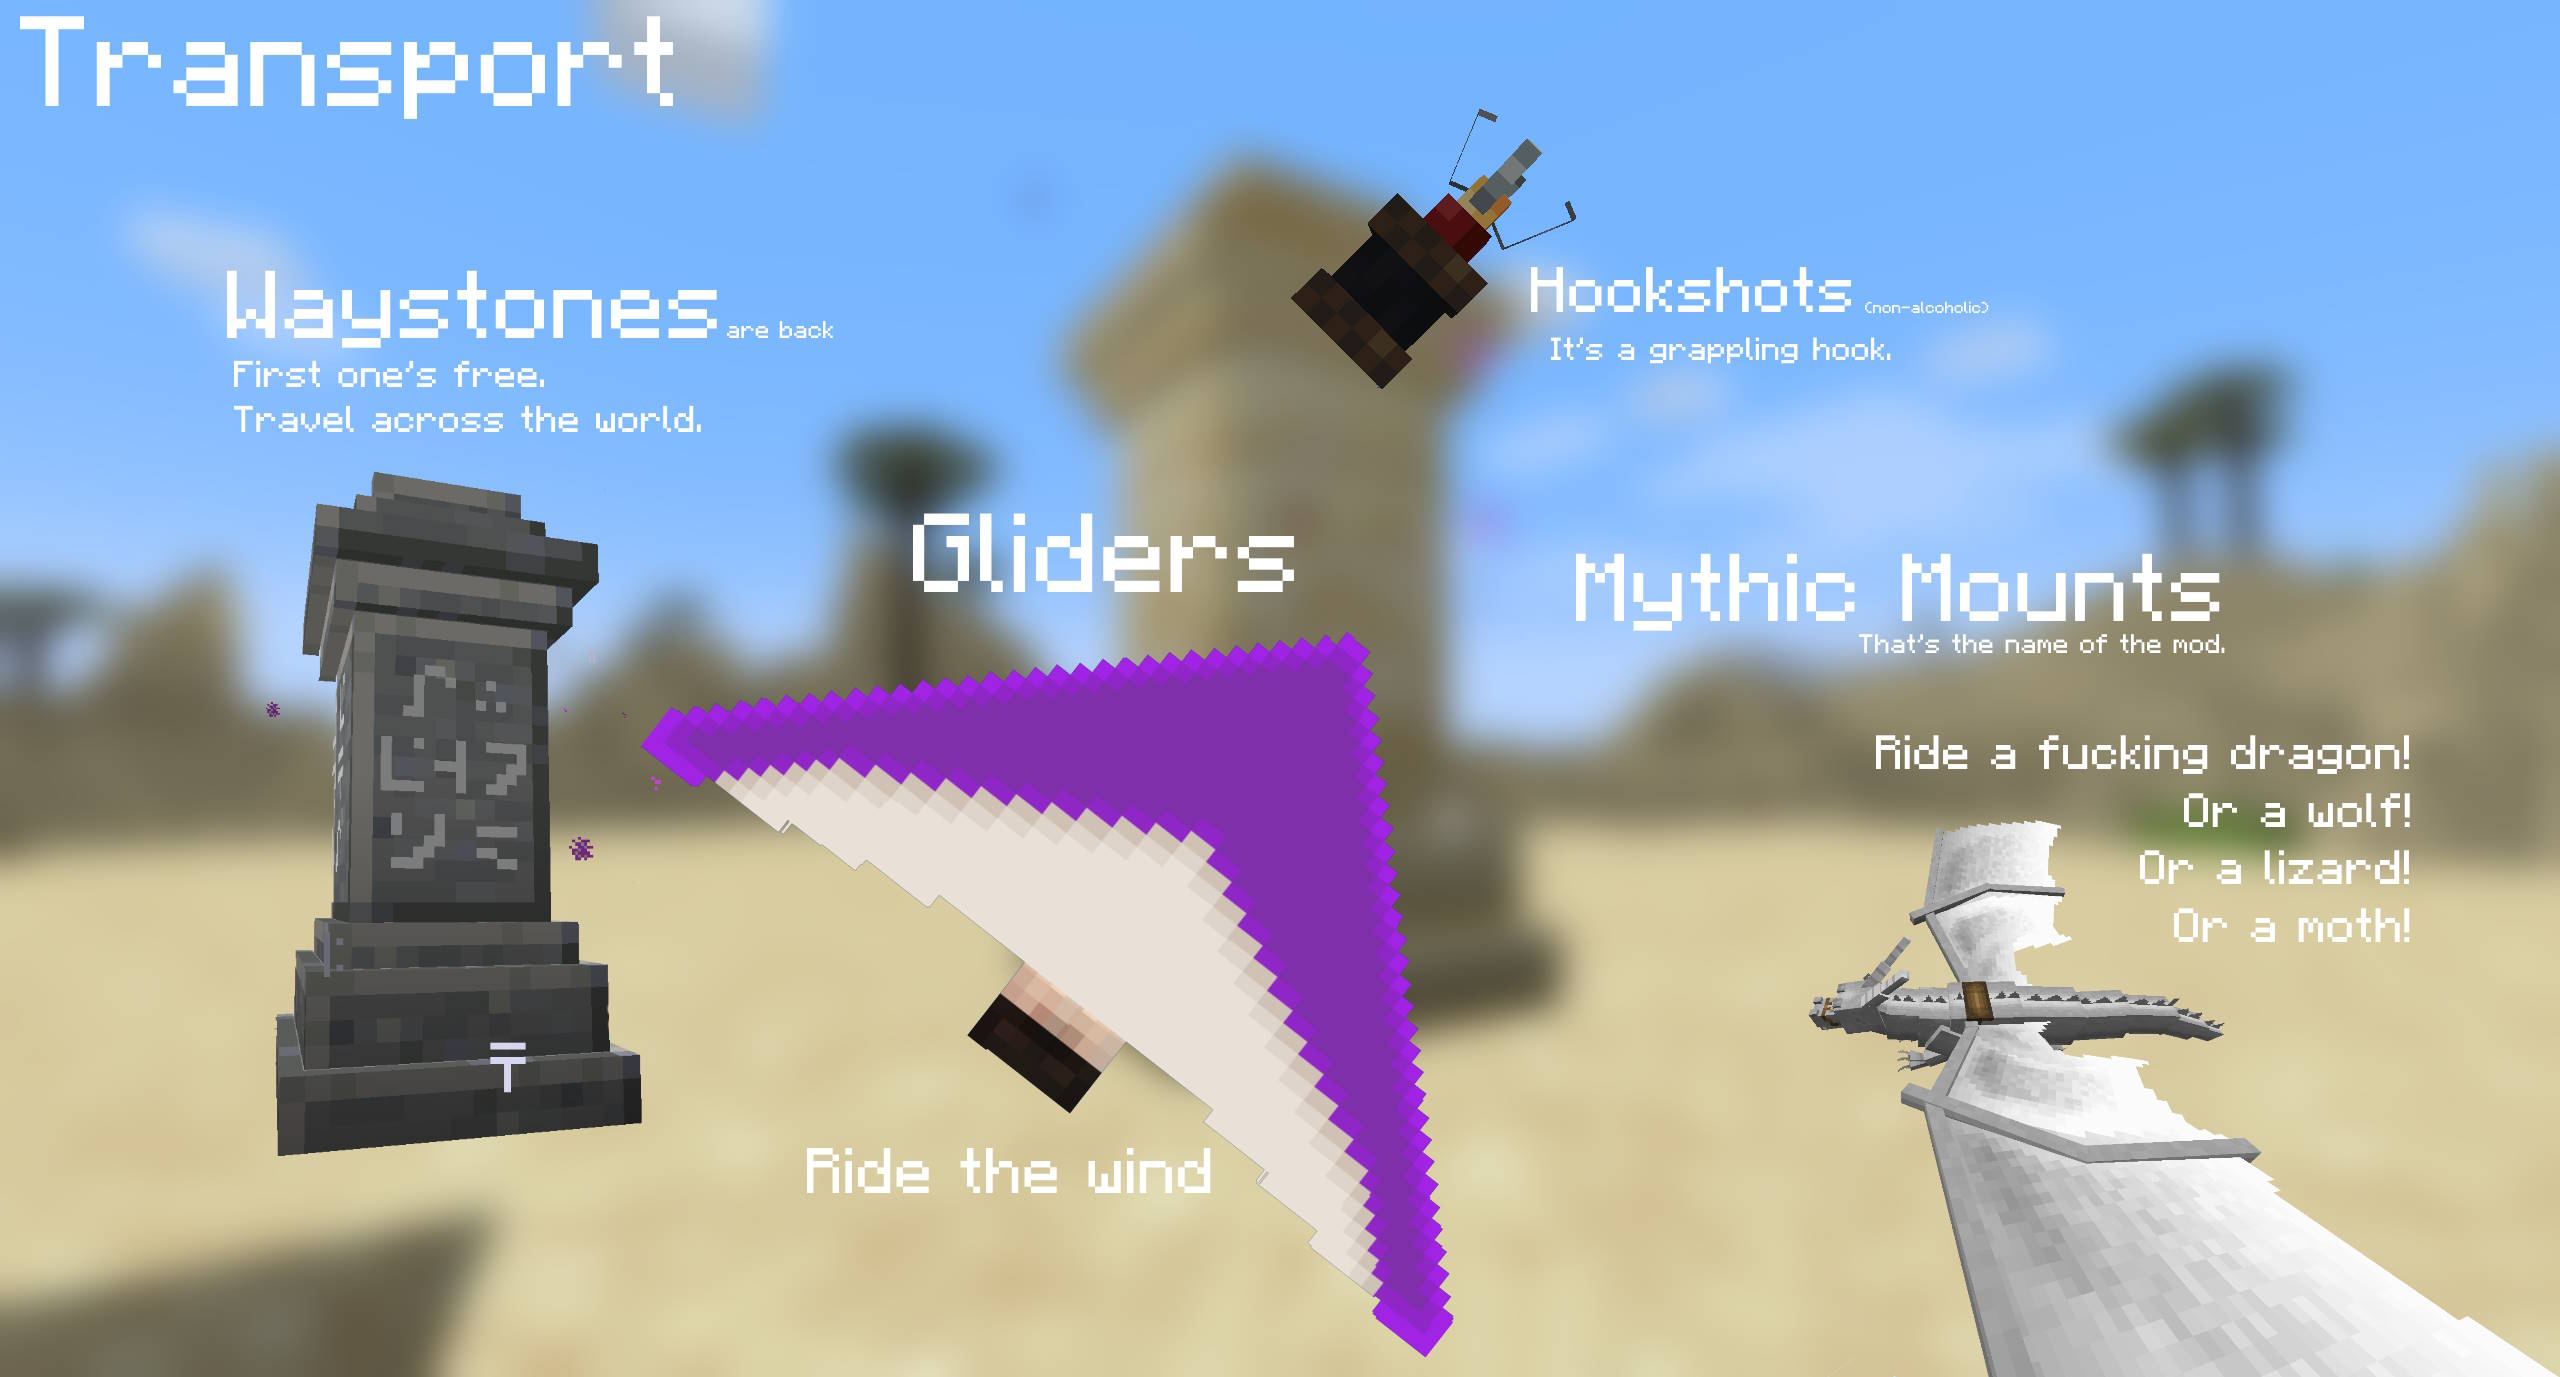 Transport
Waystones are back
First one's free.
Travel across the world.
Hookshots (non-alcoholic)
It's a grappling hook.
Gliders
Ride the wind
Mythic Mounts
That's the name of the mod.
Ride a fucking dragon!
Or a wolf!
Or a lizard!
Or a moth!